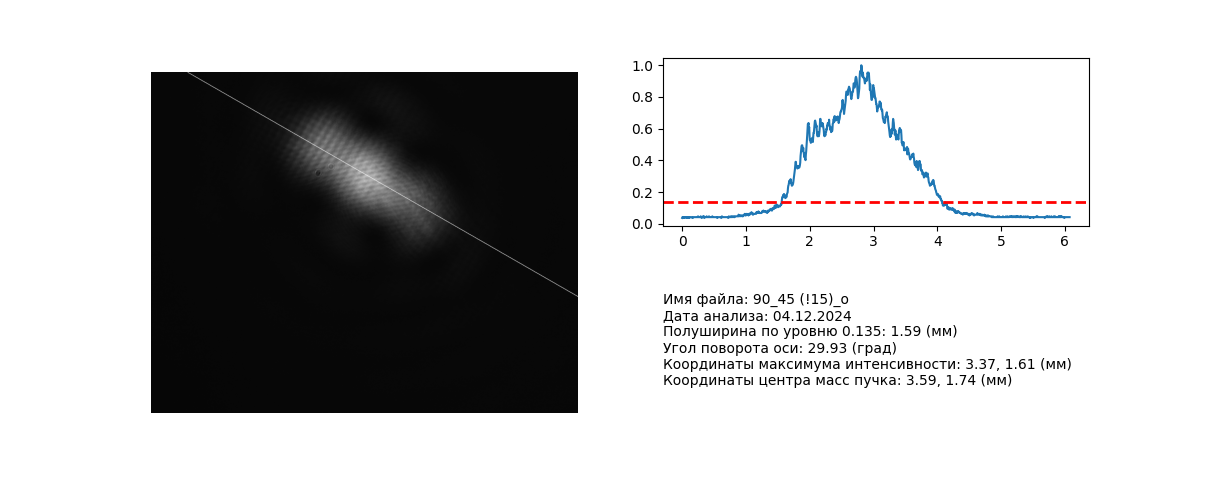 1.0
0.8
0.6
0.4
0.2
0.0
0 1 2 3 4 5 6
Имя файла: 90_45 (!15)_o
Дата анализа: 04.12.2024
Полуширина по уровню 0.135: 1.59 (мм)
Угол поворота оси: 29.93 (град)
Координаты максимума интенсивности: 3.37, 1.61 (мм)
Координаты центра масс пучка: 3.59, 1.74 (мм)